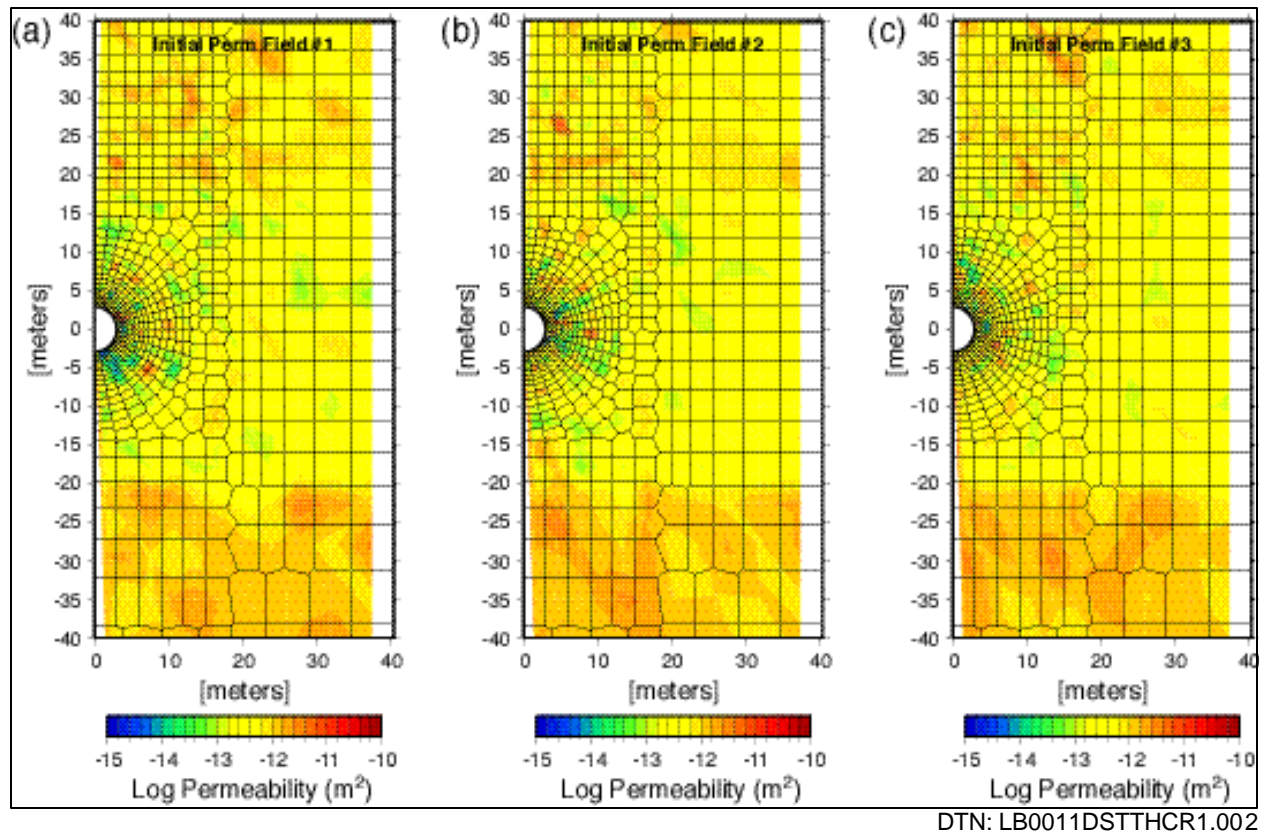 (a)
Initial Perm Field #1
40
35
30
25
20
15
10
5
0
-5
-10
-15
-20
-25
-30
-35
-40
[meters]
0 10 20 30 40
[meters]
-15 -14 -13 -12 -11 -10
Log Permeability (m²)
(b)
Initial Perm Field #2
40
35
30
25
20
15
10
5
0
-5
-10
-15
-20
-25
-30
-35
-40
[meters]
0 10 20 30 40
[meters]
-15 -14 -13 -12 -11 -10
Log Permeability (m²)
(c)
Initial Perm Field #3
40
35
30
25
20
15
10
5
0
-5
-10
-15
-20
-25
-30
-35
-40
[meters]
0 10 20 30 40
[meters]
-15 -14 -13 -12 -11 -10
Log Permeability (m²)
DTN: LB0011DSTTHCR1.002